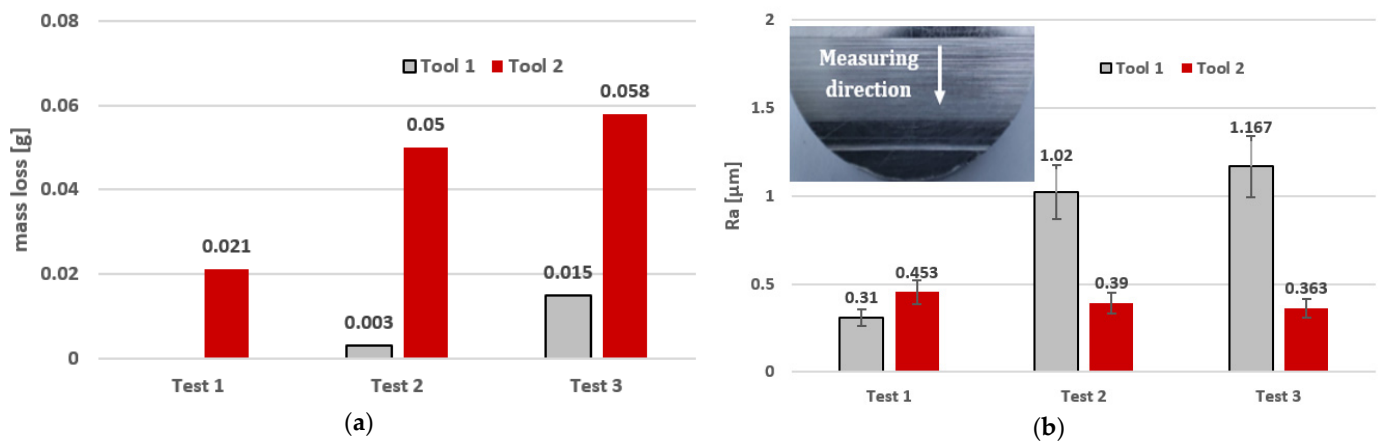 mass loss [g]
0.08
0.06
0.04
0.02
0
Tool 1 Tool 2
0.021
0.003
0.05
0.015
0.058
Test 1 Test 2 Test 3
(a)
Ra [µm]
2
1.5
1
0.5
0
Measuring
direction
Tool 1 Tool 2
0.31
0.453
1.02
0.39
1.167
0.363
Test 1 Test 2 Test 3
(b)